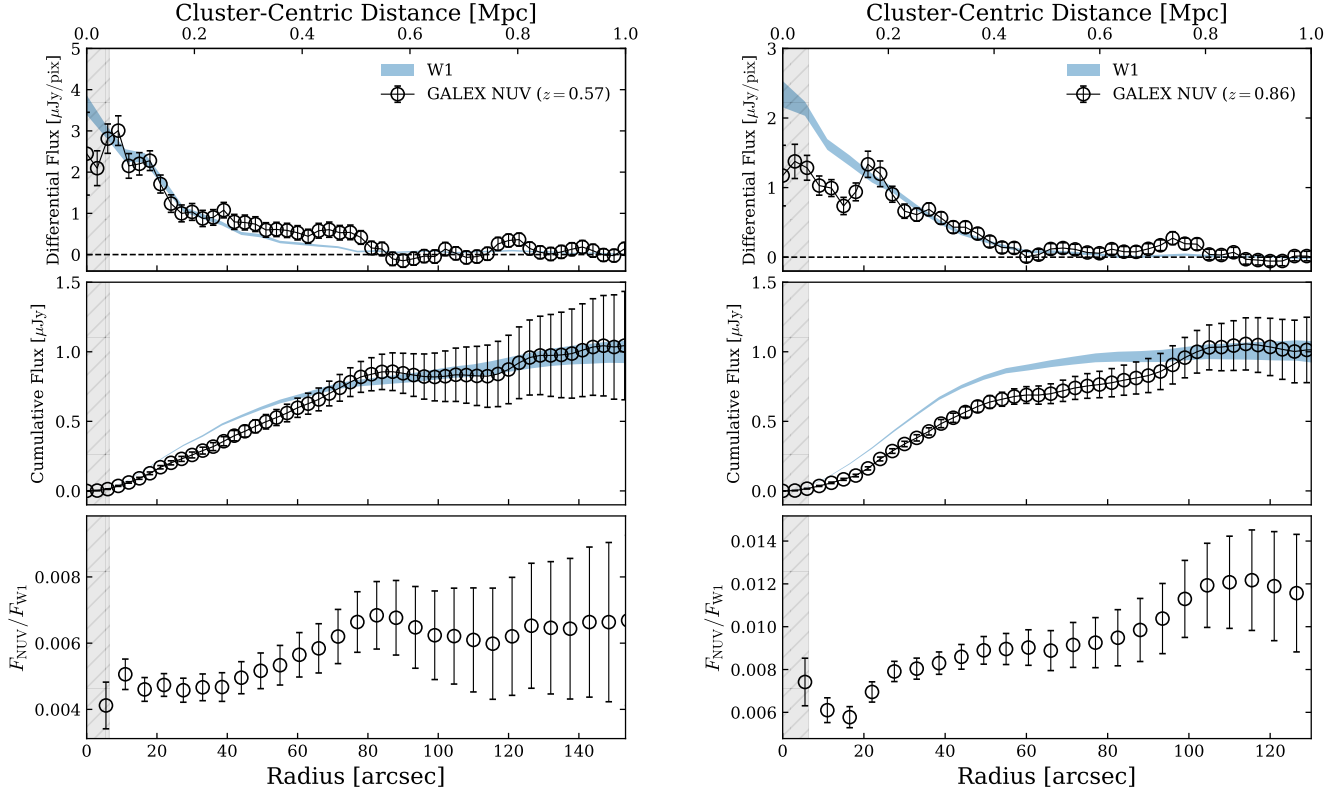 Cluster-Centric Distance [Mpc]
0.0 0.2 0.4 0.6 0.8 1.0
5
4
3
2
1
0
Differential Flux [μJy/pix]
W1
GALEX NUV (z=0.57)
1.5
1.0
0.5
0.0
Cumulative Flux [μJy]
0.008
0.006
0.004
F_NUV/F_W1
0 20 40 60 80 100 120 140
Radius [arcsec]
Cluster-Centric Distance [Mpc]
0.0 0.2 0.4 0.6 0.8 1.0
3
2
1
0
Differential Flux [μJy/pix]
W1
GALEX NUV (z=0.86)
1.5
1.0
0.5
0.0
Cumulative Flux [μJy]
0.014
0.012
0.010
0.008
0.006
F_NUV/F_W1
0 20 40 60 80 100 120
Radius [arcsec]